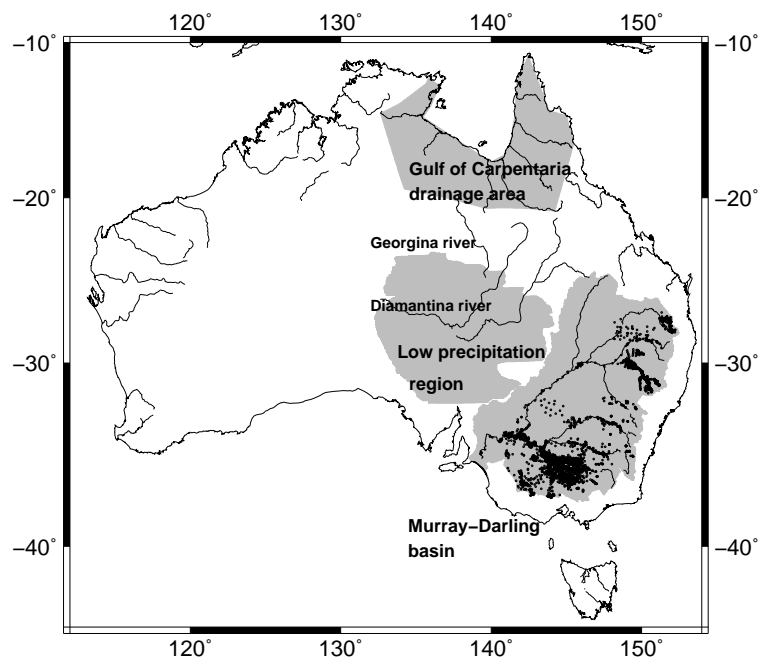 120° 130° 140° 150°
−10° −10°
Gulf of Carpentaria
drainage area
−20° −20°
Georgina river
Diamantina river
Low precipitation
−30° −30°
region
Murray−Darling
basin
−40° −40°
120° 130° 140° 150°